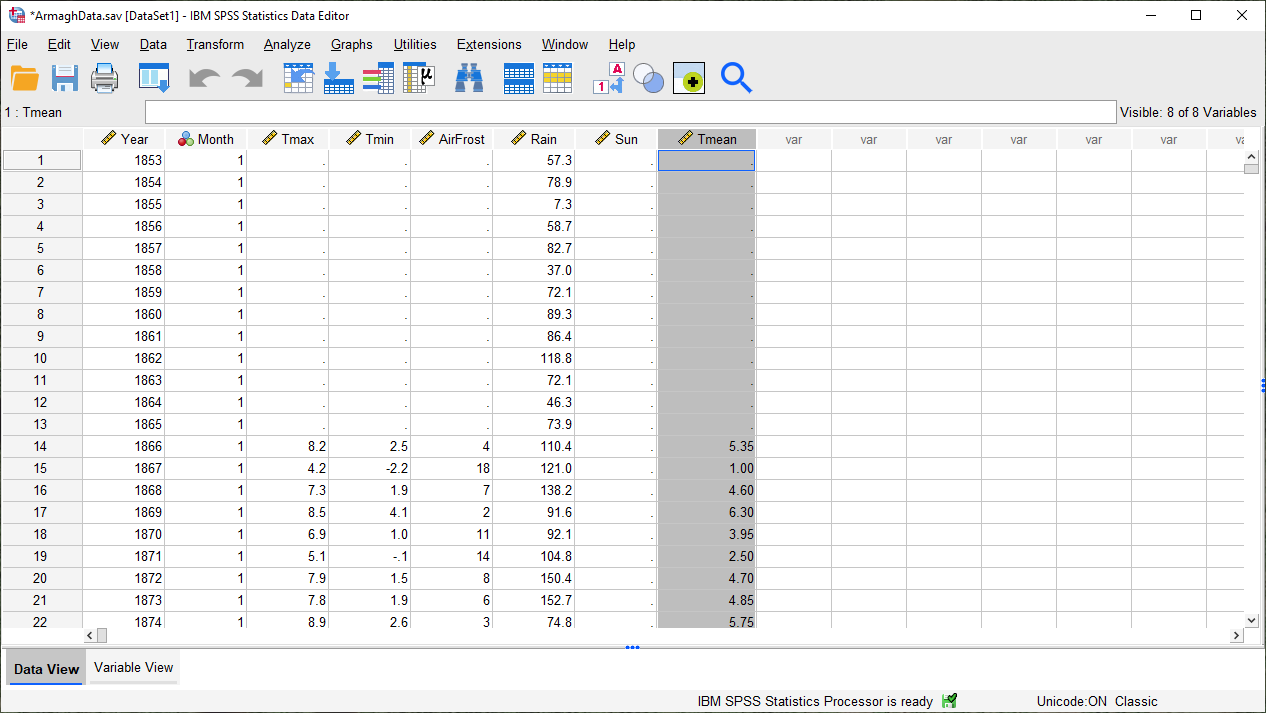 *ArmaghData.sav [DataSet1] - IBM SPSS Statistics Data Editor
File Edit View Data Transform Analyze Graphs Utilities Extensions Window Help
1 : Tmean Visible: 8 of 8 Variables
Year Month Tmax Tmin AirFrost Rain Sun Tmean var var var var var var va
1 1853 1 . . . 57.3 . .
2 1854 1 . . . 78.9 . .
3 1855 1 . . . 7.3 . .
4 1856 1 . . . 58.7 . .
5 1857 1 . . . 82.7 . .
6 1858 1 . . . 37.0 . .
7 1859 1 . . . 72.1 . .
8 1860 1 . . . 89.3 . .
9 1861 1 . . . 86.4 . .
10 1862 1 . . . 118.8 . .
11 1863 1 . . . 72.1 . .
12 1864 1 . . . 46.3 . .
13 1865 1 . . . 73.9 . .
14 1866 1 8.2 2.5 4 110.4 . 5.35
15 1867 1 4.2 -2.2 18 121.0 . 1.00
16 1868 1 7.3 1.9 7 138.2 . 4.60
17 1869 1 8.5 4.1 2 91.6 . 6.30
18 1870 1 6.9 1.0 11 92.1 . 3.95
19 1871 1 5.1 -.1 14 104.8 . 2.50
20 1872 1 7.9 1.5 8 150.4 . 4.70
21 1873 1 7.8 1.9 6 152.7 . 4.85
22 1874 1 8.9 2.6 3 74.8 . 5.75
Data View Variable View
IBM SPSS Statistics Processor is ready Unicode:ON Classic